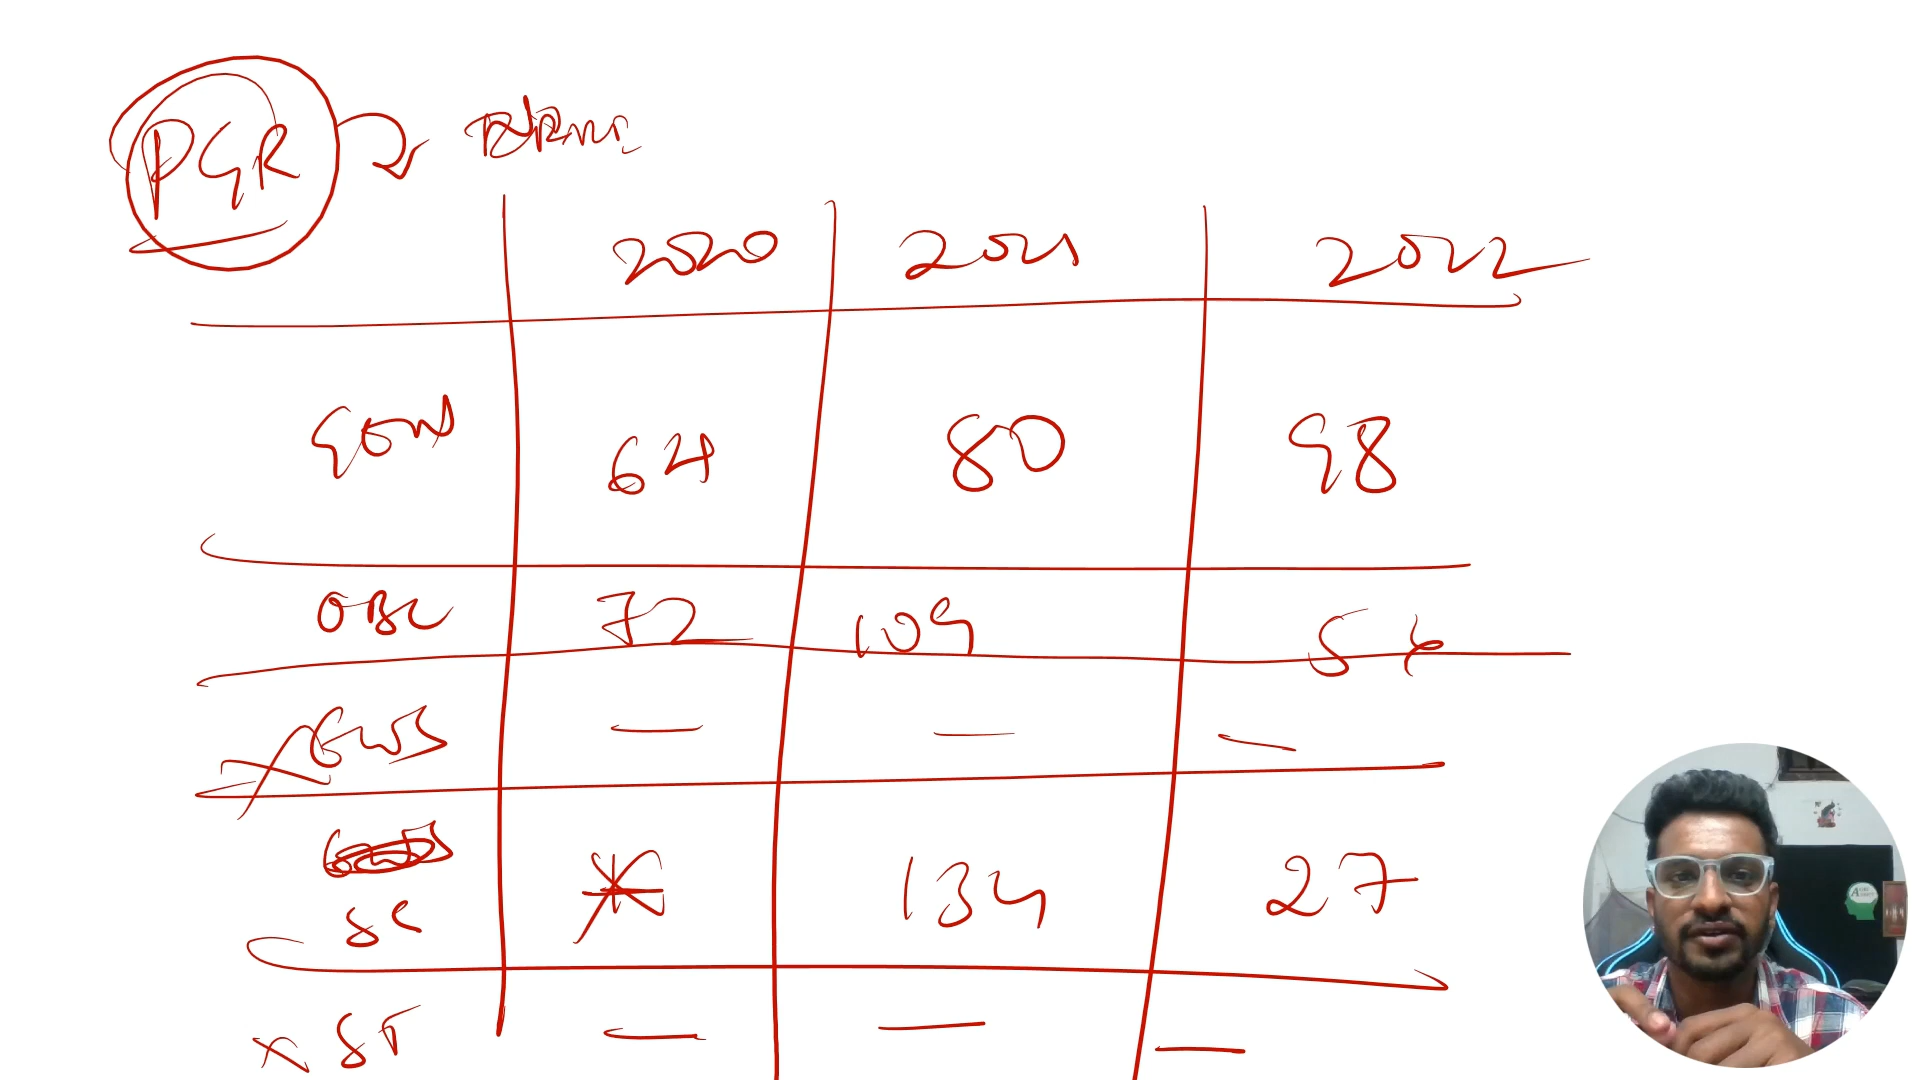 PGR
2020 2021 2022
GEN 64 80 98
OBC 72 109 56
EWS — — —
SC 134 27
X ST — — —